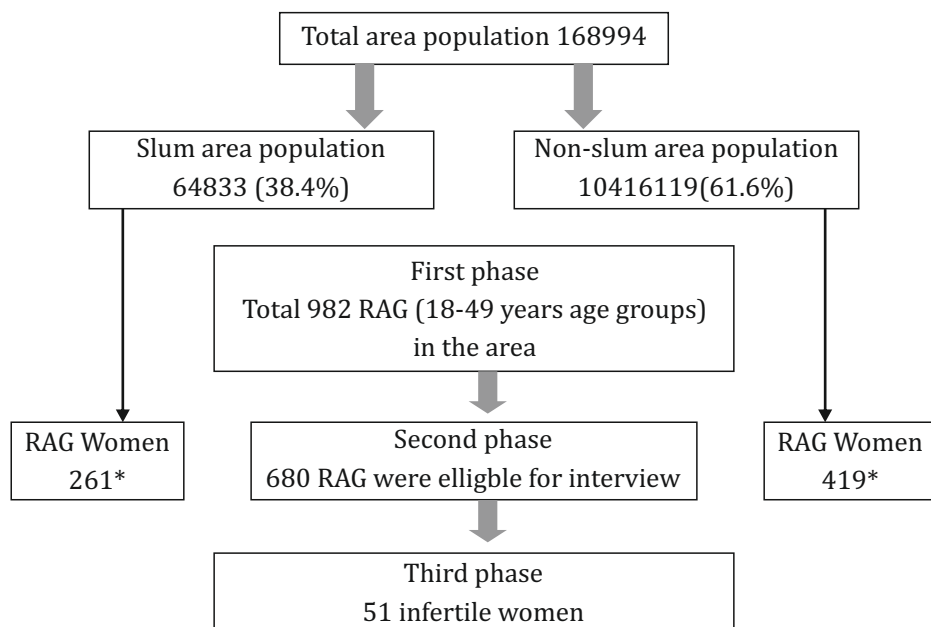 Total area population 168994
Slum area population
64833 (38.4%)
Non-slum area population
10416119(61.6%)
First phase
Total 982 RAG (18-49 years age groups)
in the area
RAG Women
261*
Second phase
680 RAG were elligble for interview
RAG Women
419*
Third phase
51 infertile women